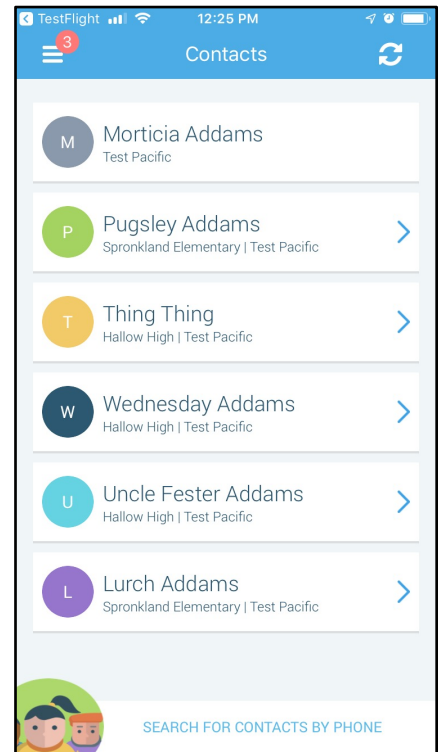 TestFlight 12:25 PM
3
Contacts
M
Morticia Addams
Test Pacific
P
Pugsley Addams
Spronkland Elementary | Test Pacific
T
Thing Thing
Hallow High | Test Pacific
W
Wednesday Addams
Hallow High | Test Pacific
U
Uncle Fester Addams
Hallow High | Test Pacific
L
Lurch Addams
Spronkland Elementary | Test Pacific
SEARCH FOR CONTACTS BY PHONE